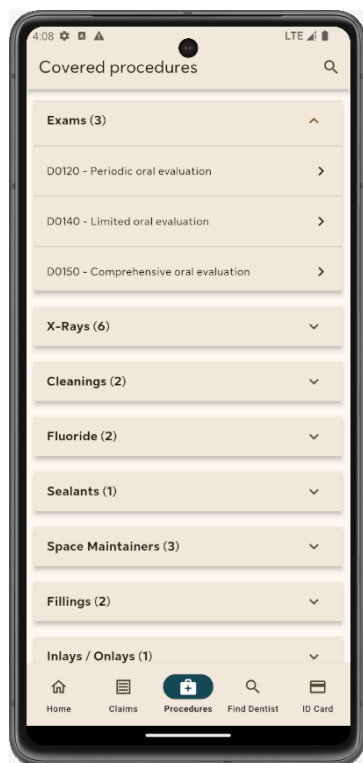 4:08 LTE
Covered procedures
Exams (3)
D0120 - Periodic oral evaluation
D0140 - Limited oral evaluation
D0150 - Comprehensive oral evaluation
X-Rays (6)
Cleanings (2)
Fluoride (2)
Sealants (1)
Space Maintainers (3)
Fillings (2)
Inlays / Onlays (1)
Home Claims Procedures Find Dentist ID Card